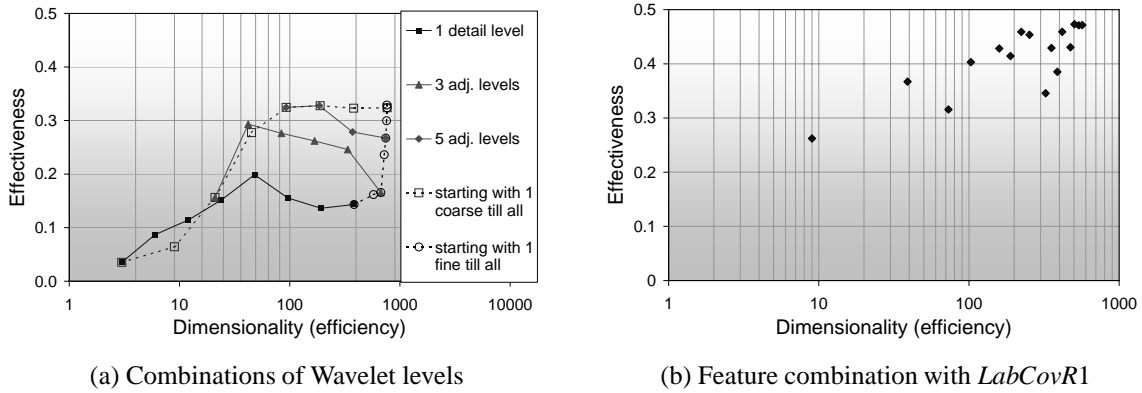 0.5
0.4
0.3
0.2
0.1
0.0
1
10
100
1000
10000
Effectiveness
Dimensionality (efficiency)
1 detail level
3 adj. levels
5 adj. levels
starting with 1
coarse till all
starting with 1
fine till all
(a) Combinations of Wavelet levels
0.5
0.4
0.3
0.2
0.1
0
1
10
100
1000
Effectiveness
Dimensionality (efficiency)
(b) Feature combination with LabCovR1